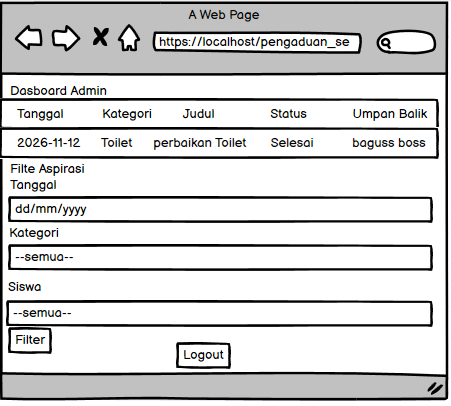 A Web Page
https://localhost/pengaduan_se
Dasboard Admin
Tanggal Kategori Judul Status Umpan Balik
2026-11-12 Toilet perbaikan Toilet Selesai baguss boss
Filte Aspirasi
Tanggal
dd/mm/yyyy
Kategori
--semua--
Siswa
--semua--
Filter
Logout